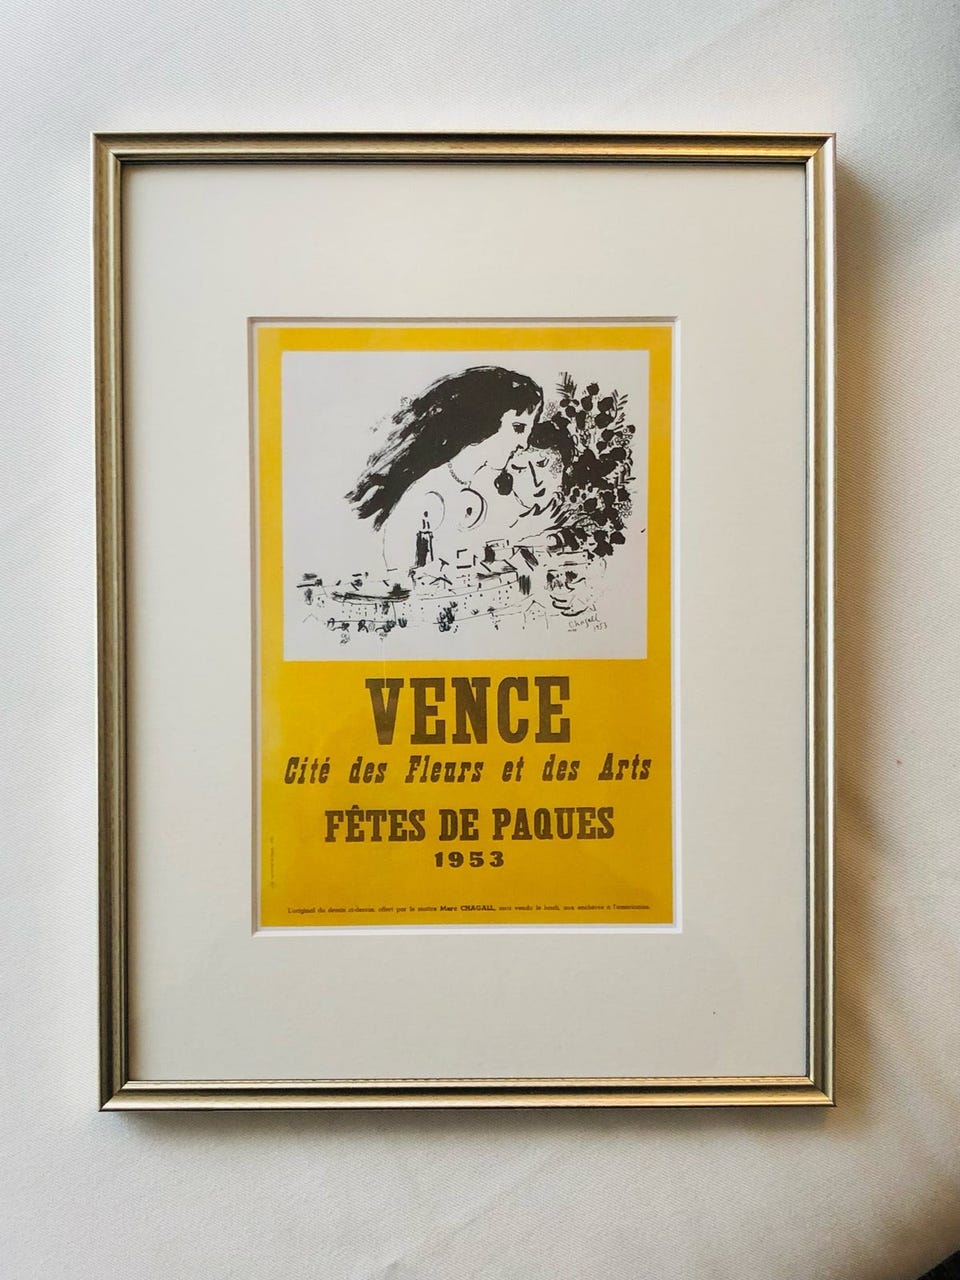 Chagall
1953
VENCE
Cité des Fleurs et des Arts
FÊTES DE PAQUES
1953
L'original du dessin ci-dessus, offert par le maître Marc CHAGALL, sera vendu le lundi, aux enchères à l'américaine.